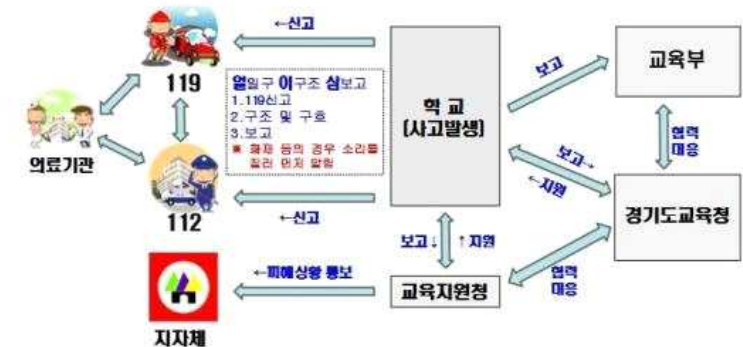 ←신고
119
열일구 이구조 삼보고
1.119신고
2.구조 및 구호
3.보고
※ 화재 등의 경우 소리를 질러 먼저 알림
의료기관
112
←신고
학 교
(사고발생)
보고
교육부
협력
대응
보고→
←지원
경기도교육청
보고↓ ↑지원
협력
대응
교육지원청
←피해상황 통보
지자체